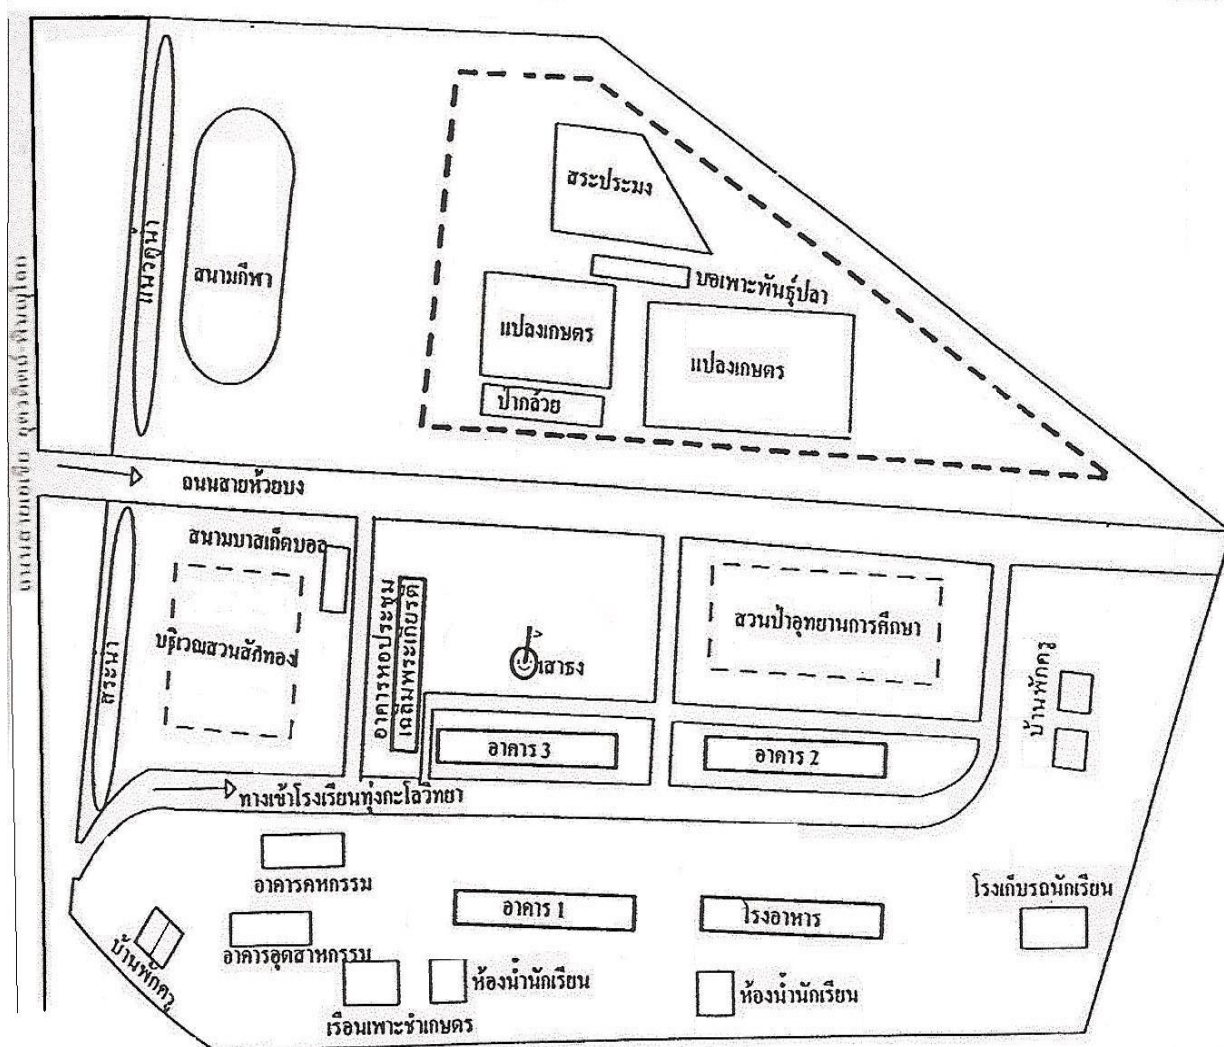 สระประมง
บอเพาะพันธุ์ปลา
สนามกีฬา
แปลงเกษตร
แปลงเกษตร
ป่ากล้วย
ถนนสายห้วยบง
สนามบาสเก็ตบอล
บริเวณสวนสักทอง
สระนา
อาคารหอประชุม
เฉลิมพระเกียรติ
เสาธง
สวนป่าอุทยานการศึกษา
บ้านพักครู
อาคาร 3
อาคาร 2
ทางเข้าโรงเรียนทุ่งกะโลวิทยา
อาคารคหกรรม
อาคาร 1
โรงอาหาร
โรงเก็บรถนักเรียน
บ้านพักครู
อาคารอุตสาหกรรม
ห้องน้ำนักเรียน
ห้องน้ำนักเรียน
เรือนเพาะชำเกษตร